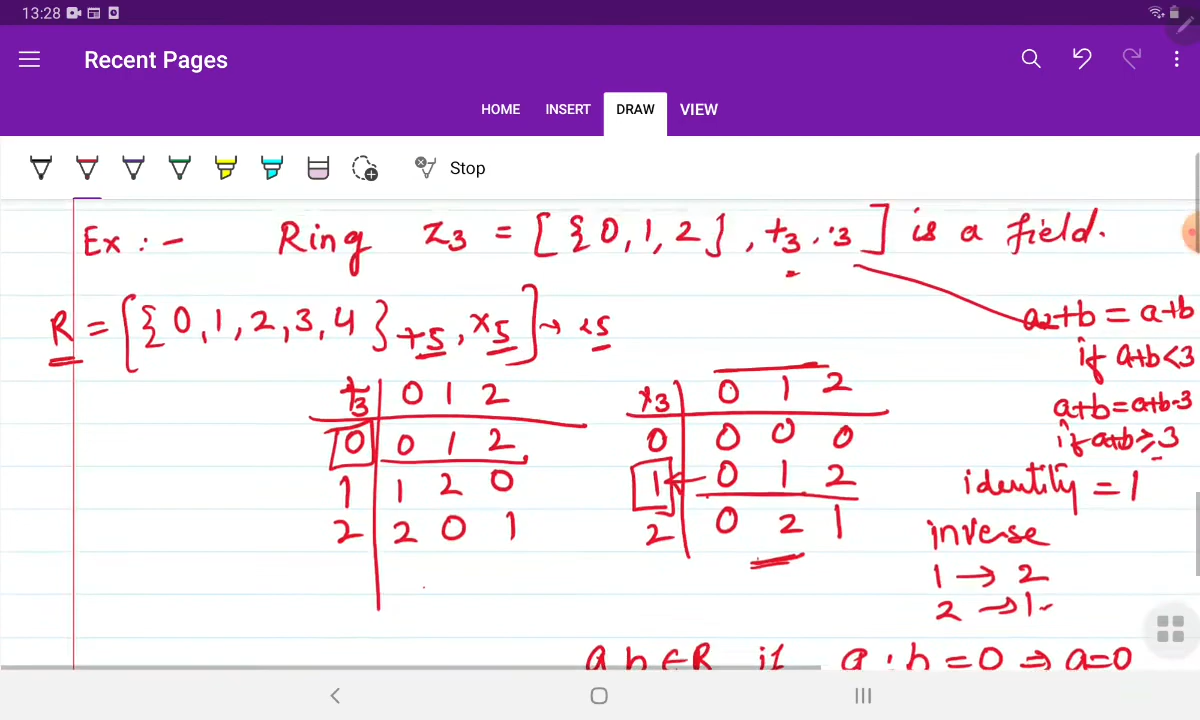 13:28
Recent Pages
HOME INSERT DRAW VIEW
Stop
Ex :- Ring Z3 = [ { 0, 1, 2 } , +3 , ·3 ] is a field.
R = [ { 0, 1, 2, 3, 4 } +5 , ×5 ] → 25
a2+b = a+b
if a+b<3
a+b = a+b-3
if a+b ≥ 3
+3 0 1 2
0 0 1 2
1 1 2 0
2 2 0 1
×3 0 1 2
0 0 0 0
1 0 1 2
2 0 2 1
identity = 1
inverse
1 → 2
2 → 1
a b ∈ R if a · b = 0 ⇒ a=0